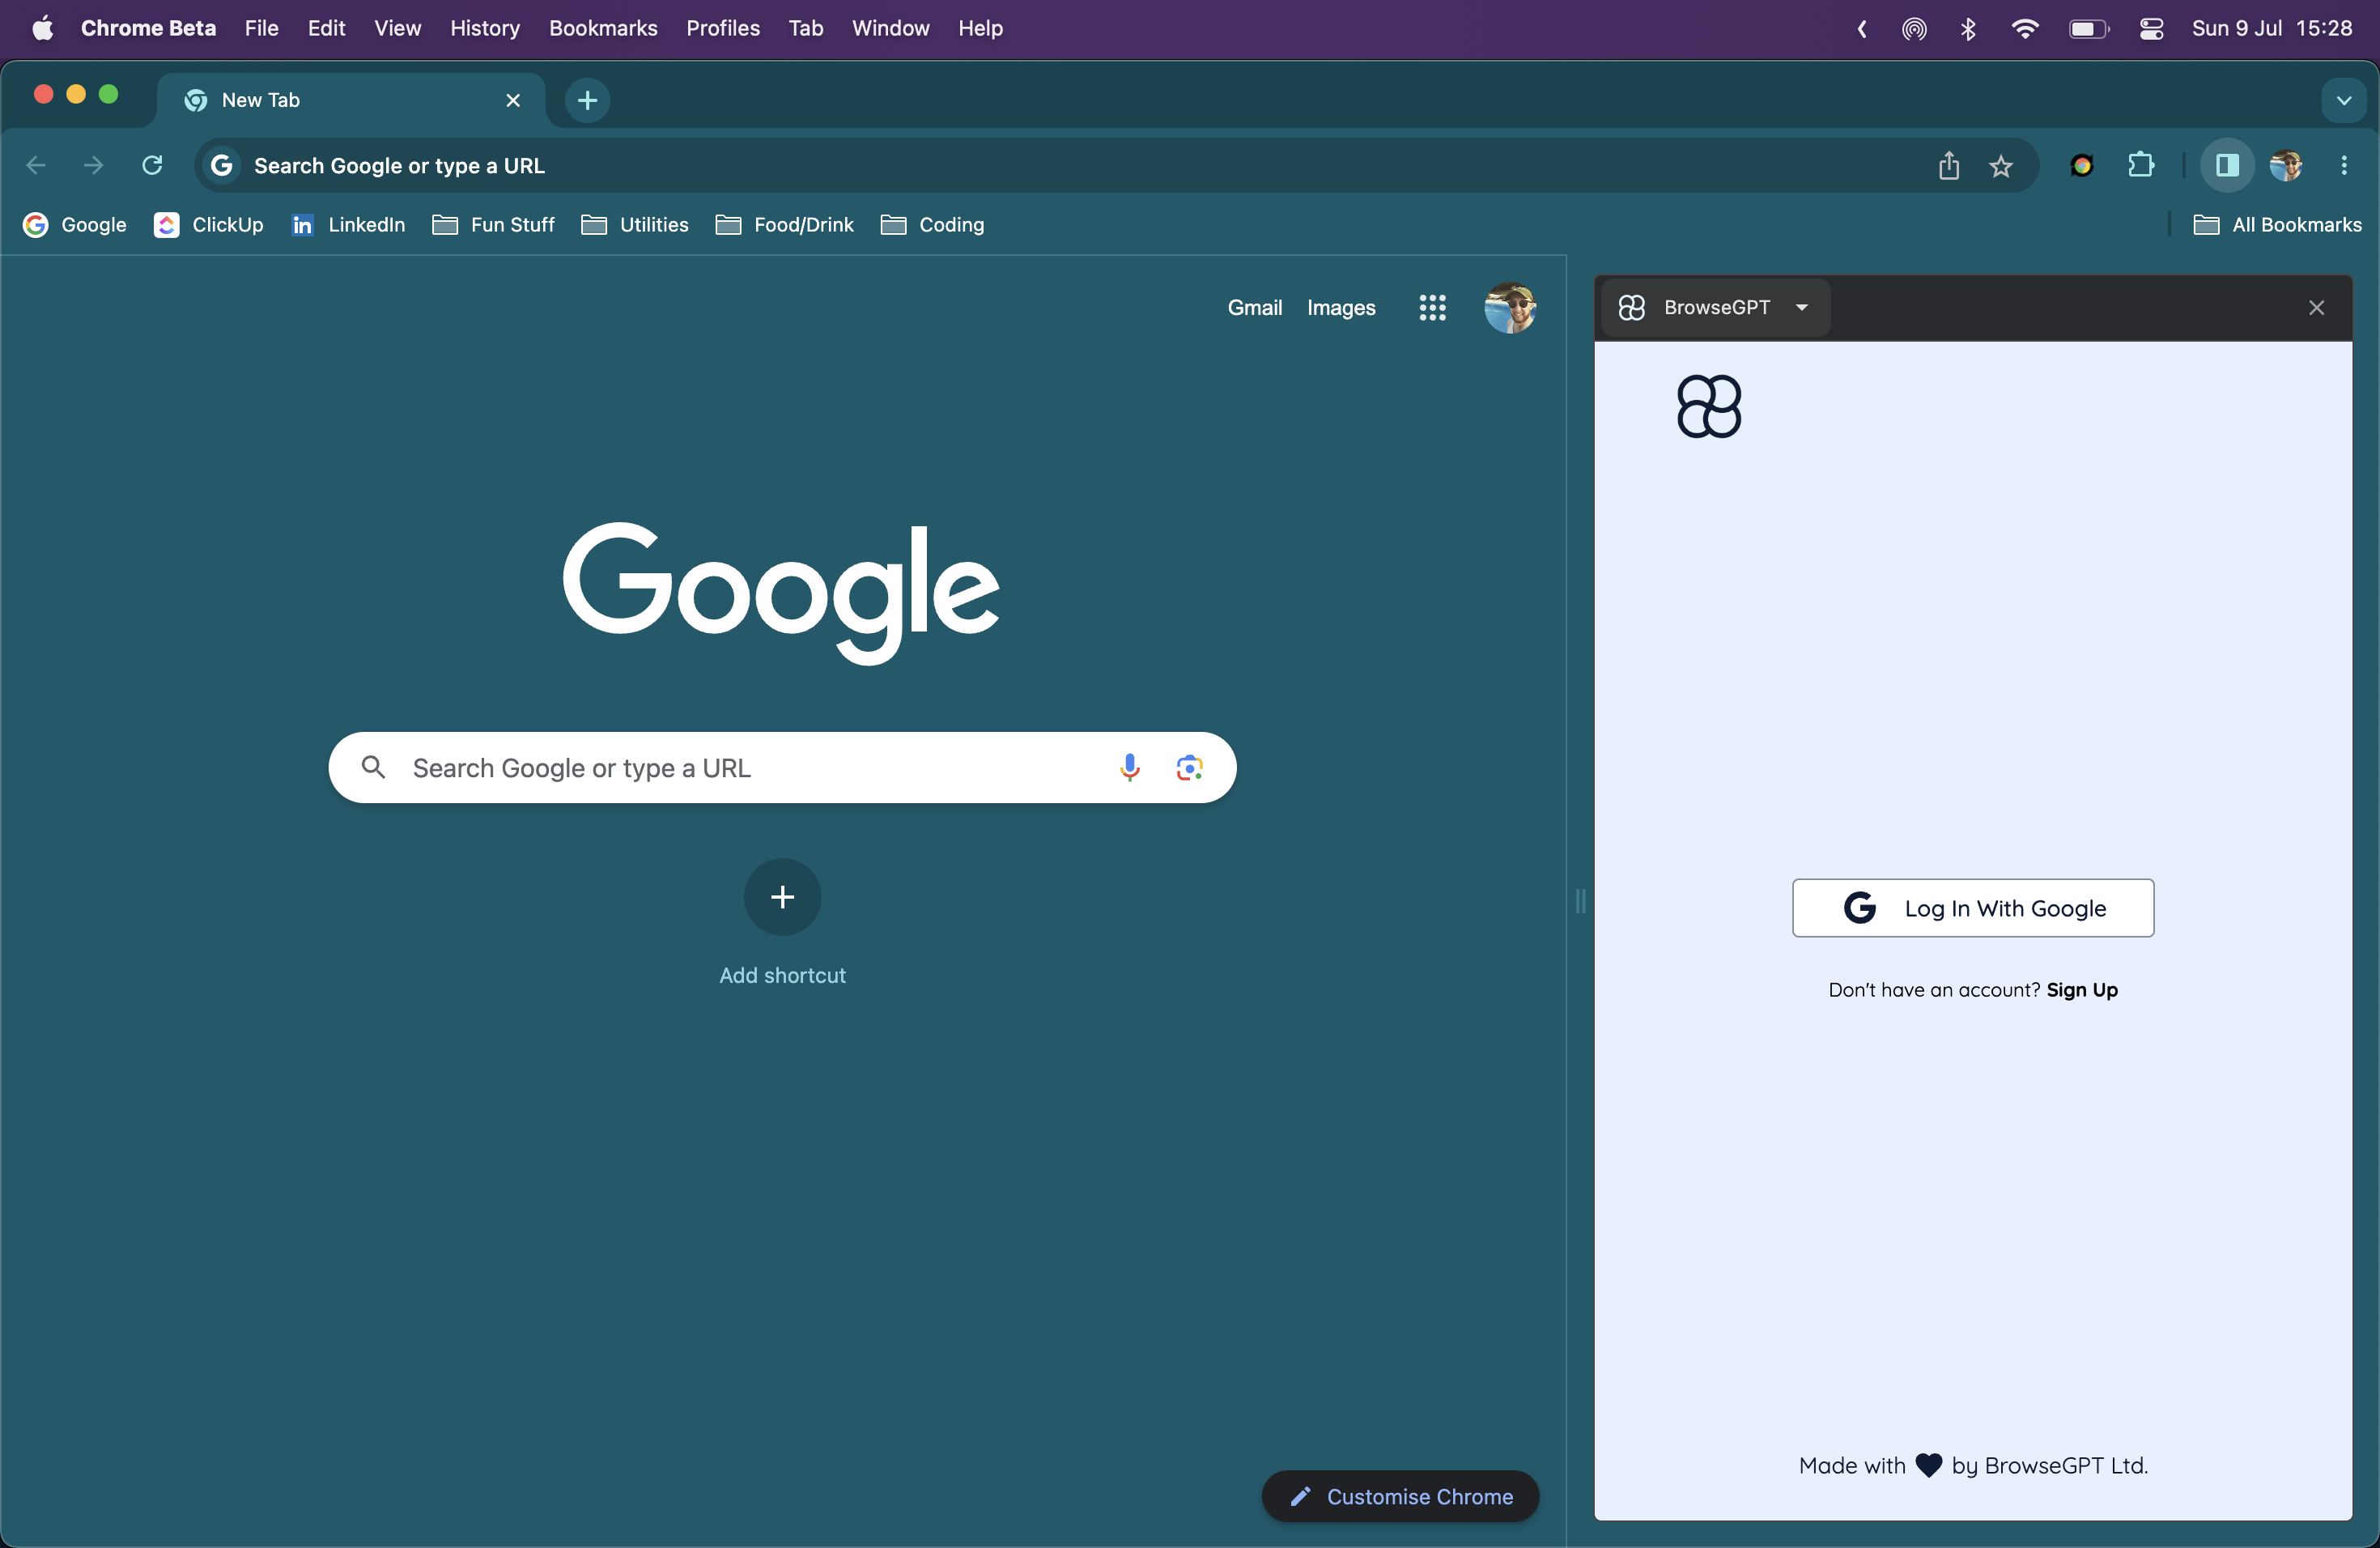 Chrome Beta File Edit View History Bookmarks Profiles Tab Window Help Sun 9 Jul 15:28
New Tab
Search Google or type a URL
Google ClickUp in LinkedIn Fun Stuff Utilities Food/Drink Coding All Bookmarks
Gmail Images
Google
Search Google or type a URL
Add shortcut
Customise Chrome
BrowseGPT
G Log In With Google
Don't have an account? Sign Up
Made with by BrowseGPT Ltd.